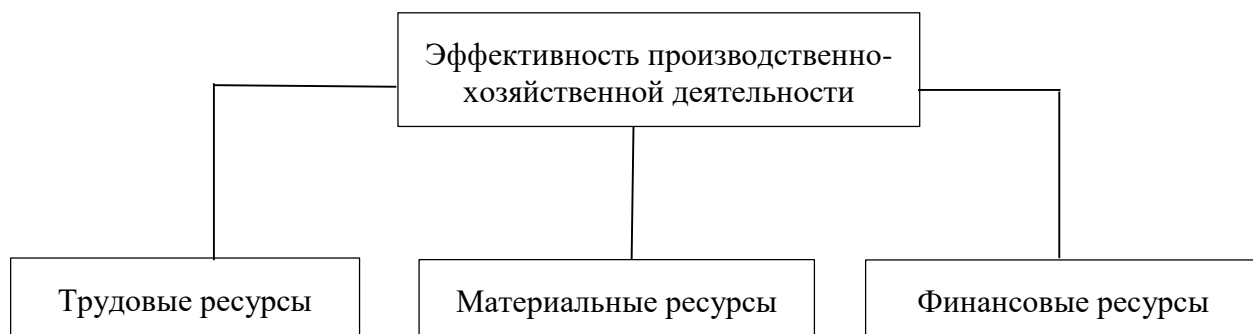 Эффективность производственно-
хозяйственной деятельности
Трудовые ресурсы
Материальные ресурсы
Финансовые ресурсы